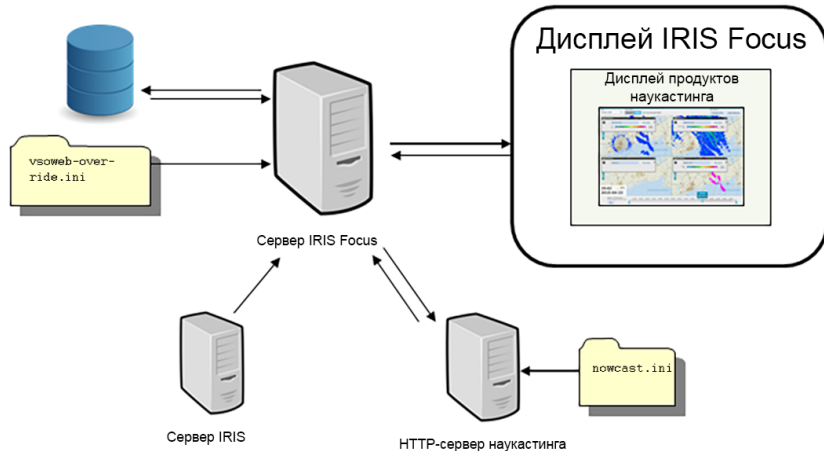 Дисплей IRIS Focus
Дисплей продуктов
наукастинга
vsoweb-over-
ride.ini
Сервер IRIS Focus
nowcast.ini
Сервер IRIS
HTTP-сервер наукастинга